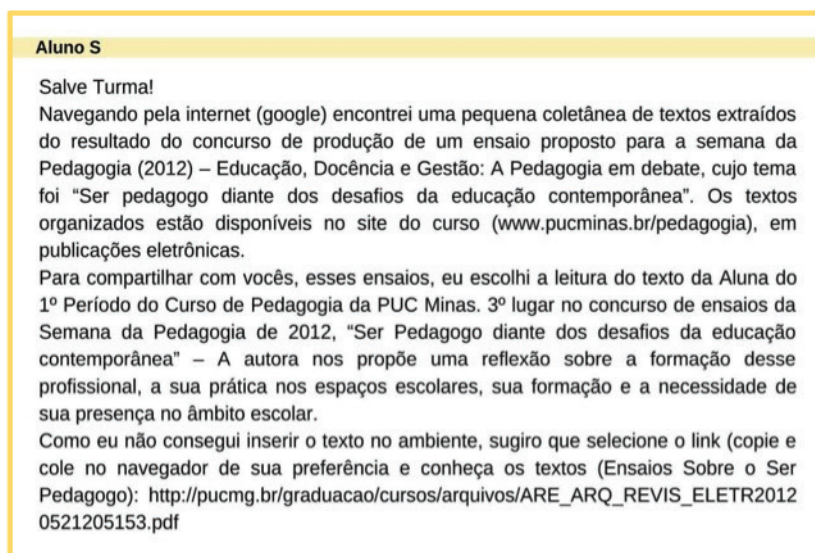 Aluno S
Salve Turma!
Navegando pela internet (google) encontrei uma pequena coletânea de textos extraídos
do resultado do concurso de produção de um ensaio proposto para a semana da
Pedagogia (2012) – Educação, Docência e Gestão: A Pedagogia em debate, cujo tema
foi “Ser pedagogo diante dos desafios da educação contemporânea”. Os textos
organizados estão disponíveis no site do curso (www.pucminas.br/pedagogia), em
publicações eletrônicas.
Para compartilhar com vocês, esses ensaios, eu escolhi a leitura do texto da Aluna do
1º Período do Curso de Pedagogia da PUC Minas. 3º lugar no concurso de ensaios da
Semana da Pedagogia de 2012, “Ser Pedagogo diante dos desafios da educação
contemporânea” – A autora nos propõe uma reflexão sobre a formação desse
profissional, a sua prática nos espaços escolares, sua formação e a necessidade de
sua presença no âmbito escolar.
Como eu não consegui inserir o texto no ambiente, sugiro que selecione o link (copie e
cole no navegador de sua preferência e conheça os textos (Ensaios Sobre o Ser
Pedagogo): http://pucmg.br/graduacao/cursos/arquivos/ARE_ARQ_REVIS_ELETR2012
0521205153.pdf